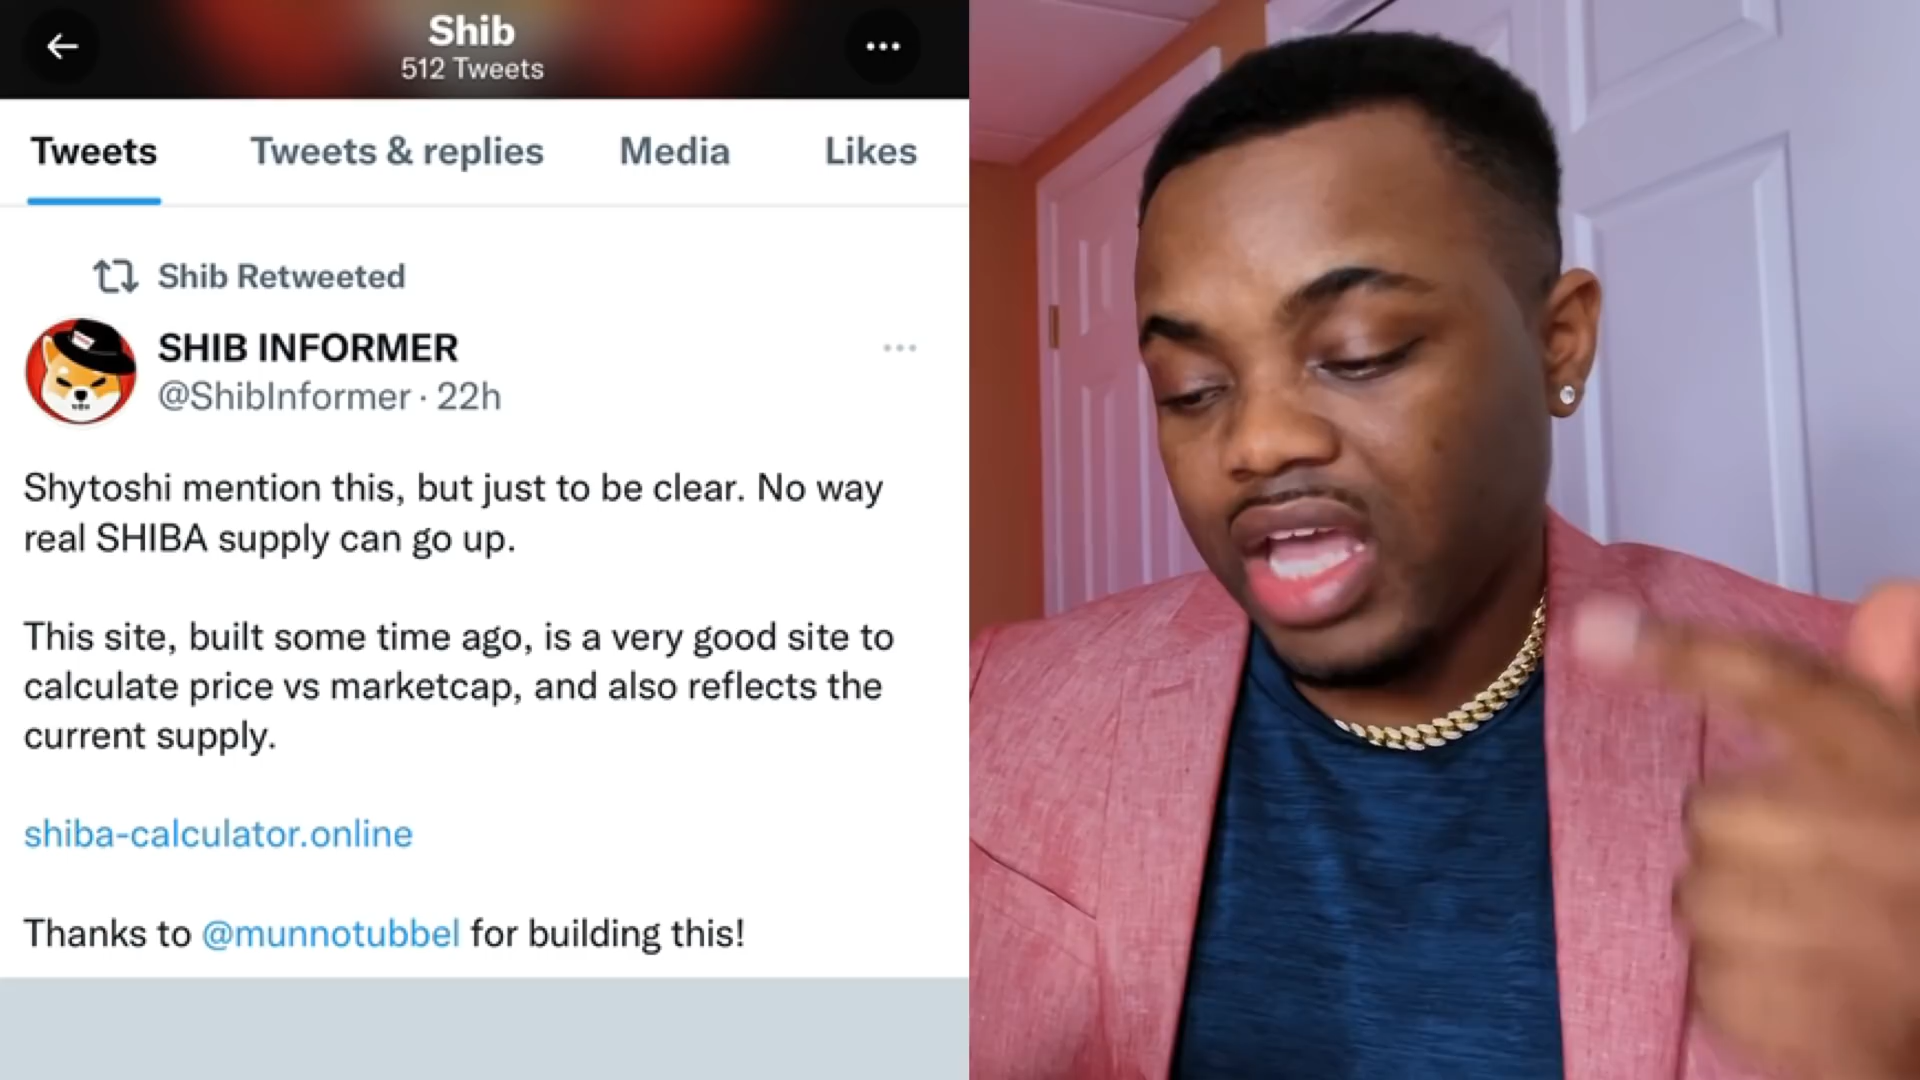 Shib
512 Tweets
Tweets Tweets & replies Media Likes
Shib Retweeted
SHIB INFORMER
@ShibInformer · 22h
Shytoshi mention this, but just to be clear. No way
real SHIBA supply can go up.
This site, built some time ago, is a very good site to
calculate price vs marketcap, and also reflects the
current supply.
shiba-calculator.online
Thanks to @munnotubbel for building this!